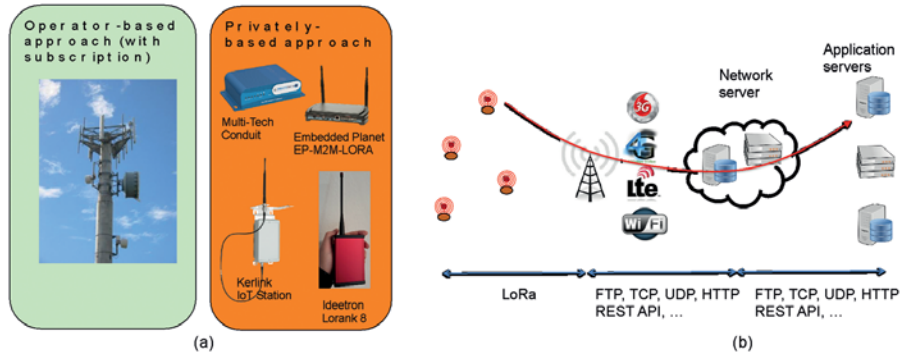 Operator-based
approach (with
subscription)
Privately-
based approach
Multi-Tech
Conduit
Embedded Planet
EP-M2M-LORA
Kerlink
IoT Station
Ideetron
Lorank 8
(a)
Network
server
Application
servers
3G
4G
Lte
WiFi
LoRa
FTP, TCP, UDP, HTTP
REST API, ...
FTP, TCP, UDP, HTTP
REST API, ...
(b)